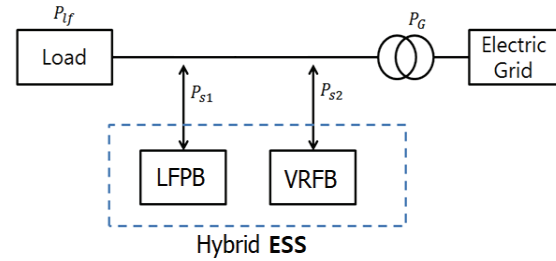 P_lf
P_G
Load
Electric
Grid
P_s1
P_s2
LFPB
VRFB
Hybrid ESS